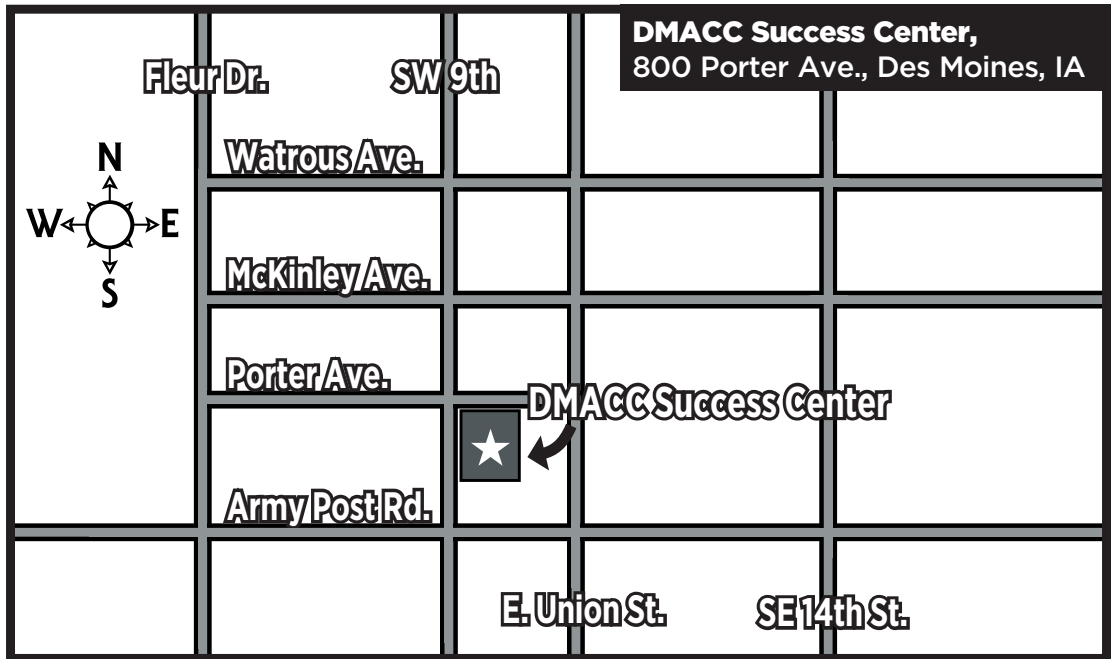 DMACC Success Center,
800 Porter Ave., Des Moines, IA
Fleur Dr.
SW 9th
Watrous Ave.
N
W
E
S
McKinley Ave.
Porter Ave.
DMACC Success Center
Army Post Rd.
E. Union St.
SE 14th St.